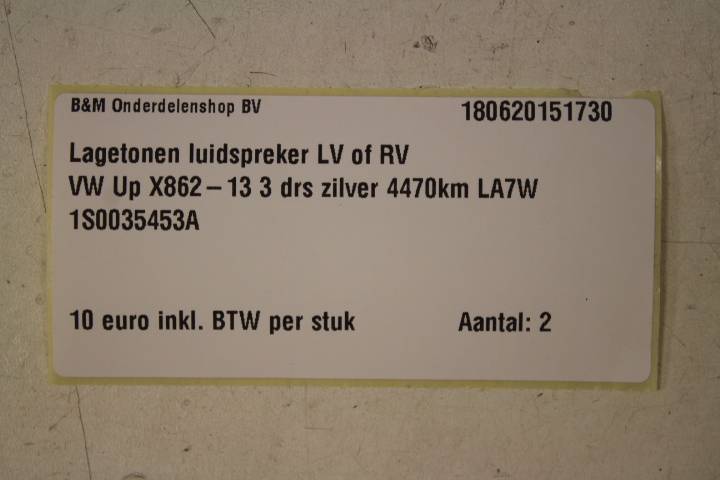 B&M Onderdelenshop BV 180620151730
Lagetonen luidspreker LV of RV
VW Up X862 – 13 3 drs zilver 4470km LA7W
1S0035453A
10 euro inkl. BTW per stuk Aantal: 2